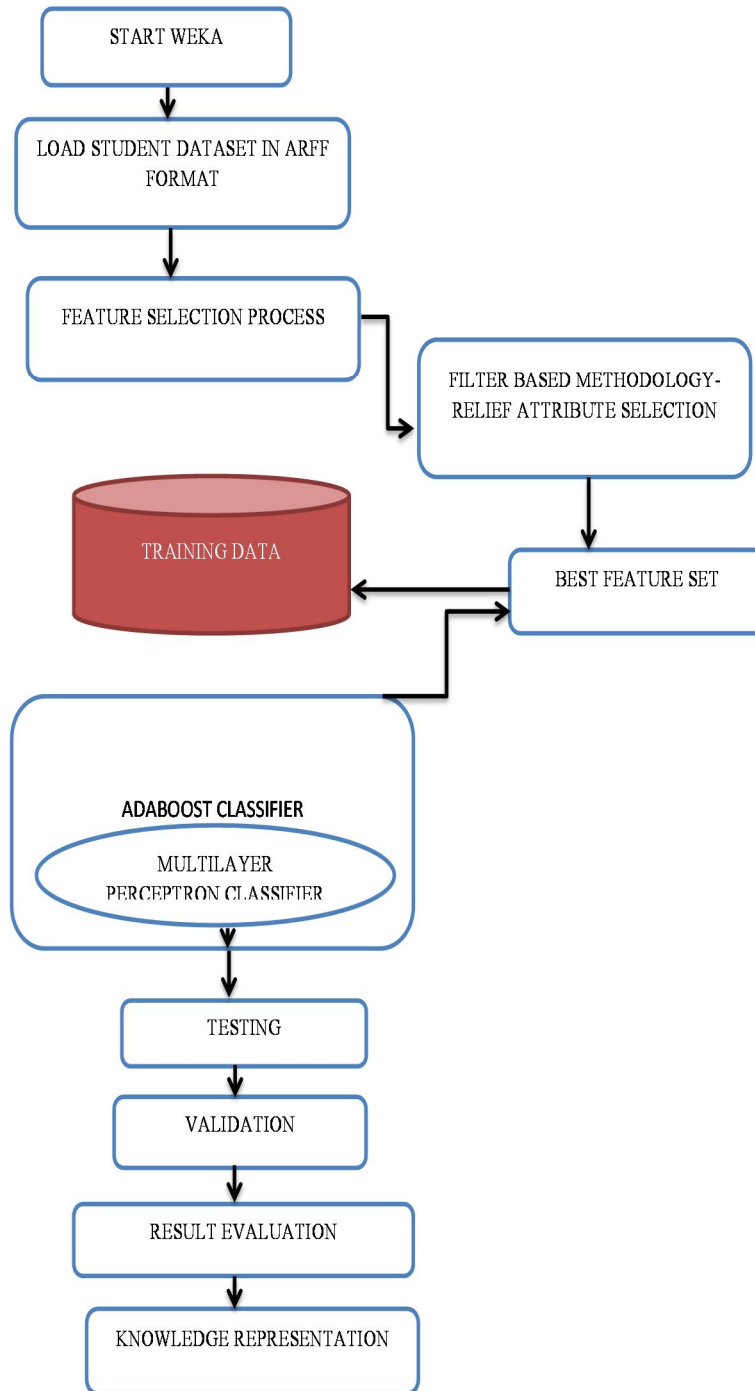 START WEKA
LOAD STUDENT DATASET IN ARFF
FORMAT
FEATURE SELECTION PROCESS
FILTER BASED METHODOLOGY-
RELIEF ATTRIBUTE SELECTION
TRAINING DATA
BEST FEATURE SET
ADABOOST CLASSIFIER
MULTILAYER
PERCEPTRON CLASSIFIER
TESTING
VALIDATION
RESULT EVALUATION
KNOWLEDGE REPRESENTATION